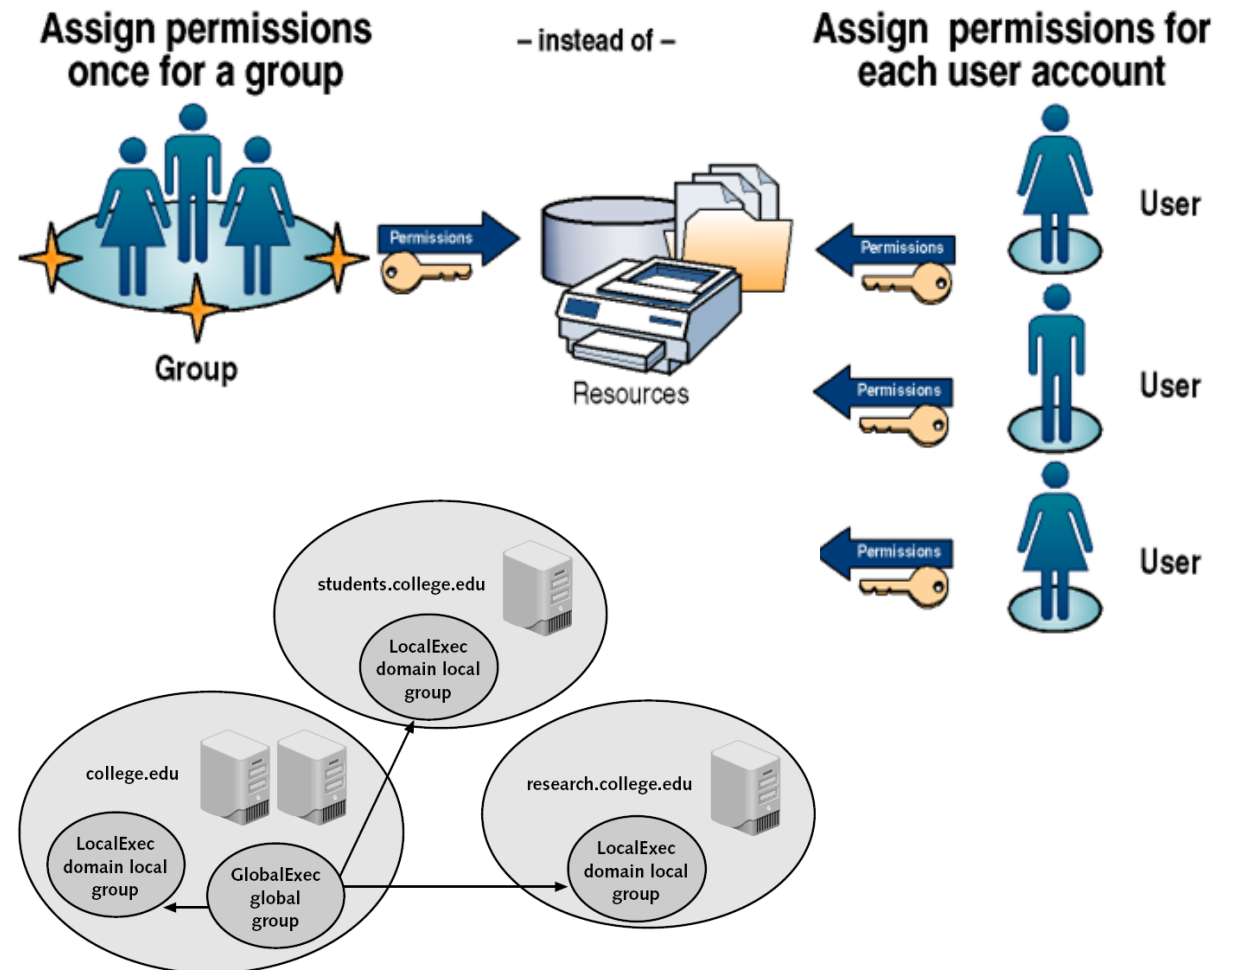 Assign permissions
once for a group
– instead of –
Assign permissions for
each user account
Permissions
Group
Resources
Permissions
User
Permissions
User
Permissions
User
students.college.edu
LocalExec
domain local
group
college.edu
LocalExec
domain local
group
GlobalExec
global
group
research.college.edu
LocalExec
domain local
group